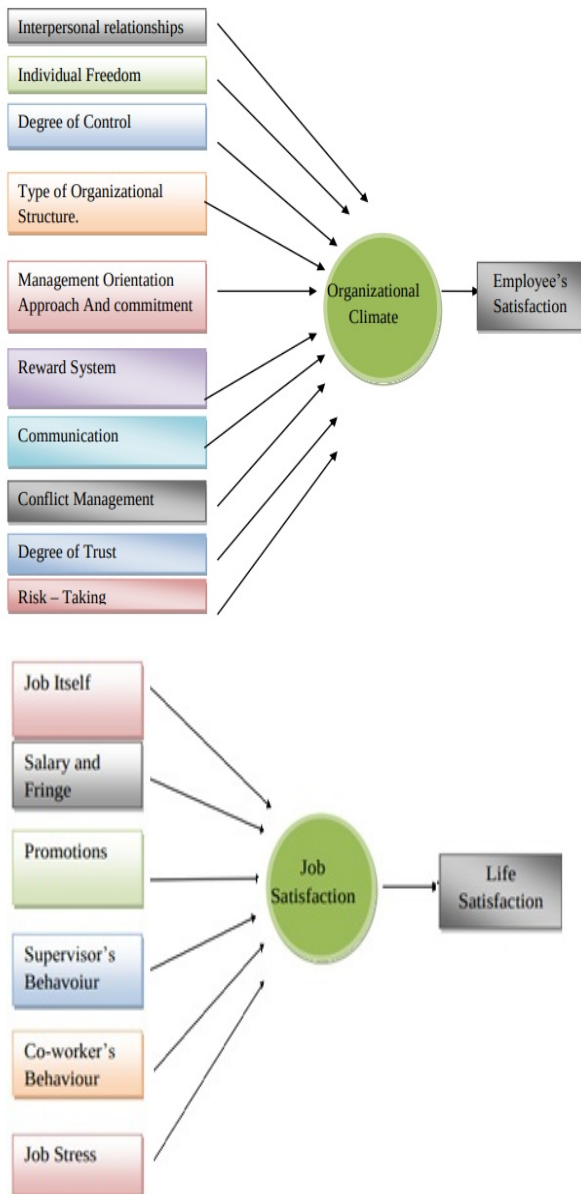 Interpersonal relationships
Individual Freedom
Degree of Control
Type of Organizational
Structure.
Management Orientation
Approach And commitment
Reward System
Communication
Conflict Management
Degree of Trust
Risk – Taking
Organizational
Climate
Employee’s
Satisfaction
Job Itself
Salary and
Fringe
Promotions
Supervisor’s
Behavoiur
Co-worker’s
Behaviour
Job Stress
Job
Satisfaction
Life
Satisfaction